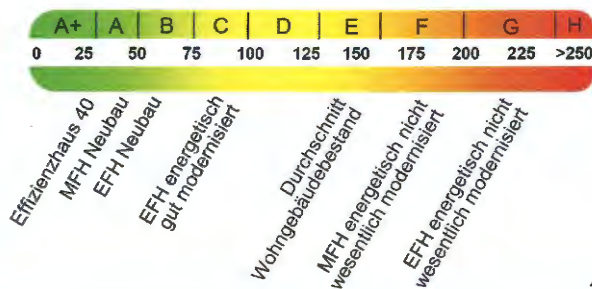 A+ A B C D E F G H
0 25 50 75 100 125 150 175 200 225 >250
Effizienzhaus 40
MFH Neubau
EFH Neubau
EFH energetisch
gut modernisiert
Durchschnitt
Wohngebäudebestand
MFH energetisch nicht
wesentlich modernisiert
EFH energetisch nicht
wesentlich modernisiert